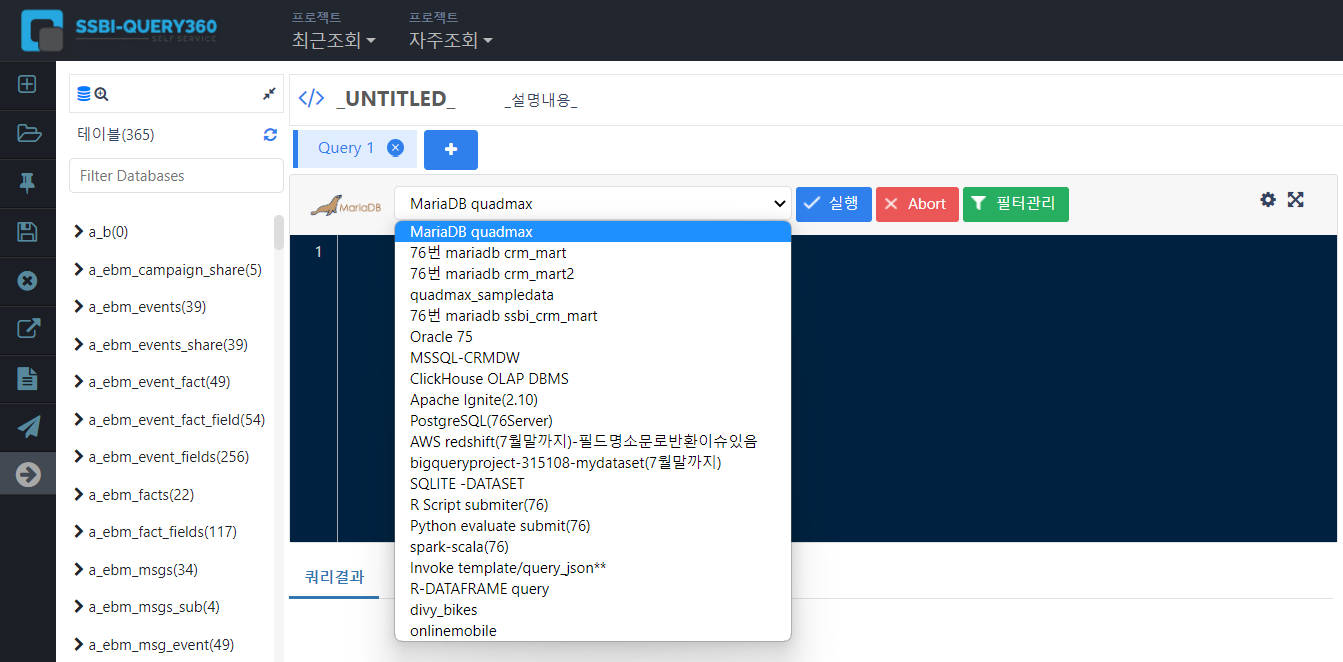 SSBI-QUERY360
SELF SERVICE
프로젝트
최근조회
프로젝트
자주조회
테이블(365)
Filter Databases
a_b(0)
a_ebm_campaign_share(5)
a_ebm_events(39)
a_ebm_events_share(39)
a_ebm_event_fact(49)
a_ebm_event_fact_field(54)
a_ebm_event_fields(256)
a_ebm_facts(22)
a_ebm_fact_fields(117)
a_ebm_msgs(34)
a_ebm_msgs_sub(4)
a_ebm_msg_event(49)
</> _UNTITLED_ _설명내용_
Query 1
MariaDB
MariaDB quadmax
실행
Abort
필터관리
1
MariaDB quadmax
76번 mariadb crm_mart
76번 mariadb crm_mart2
quadmax_sampledata
76번 mariadb ssbi_crm_mart
Oracle 75
MSSQL-CRMDW
ClickHouse OLAP DBMS
Apache Ignite(2.10)
PostgreSQL(76Server)
AWS redshift(7월말까지)-필드명소문로반환이슈있음
bigqueryproject-315108-mydataset(7월말까지)
SQLITE -DATASET
R Script submiter(76)
Python evaluate submit(76)
spark-scala(76)
Invoke template/query_json**
R-DATAFRAME query
divy_bikes
onlinemobile
쿼리결과